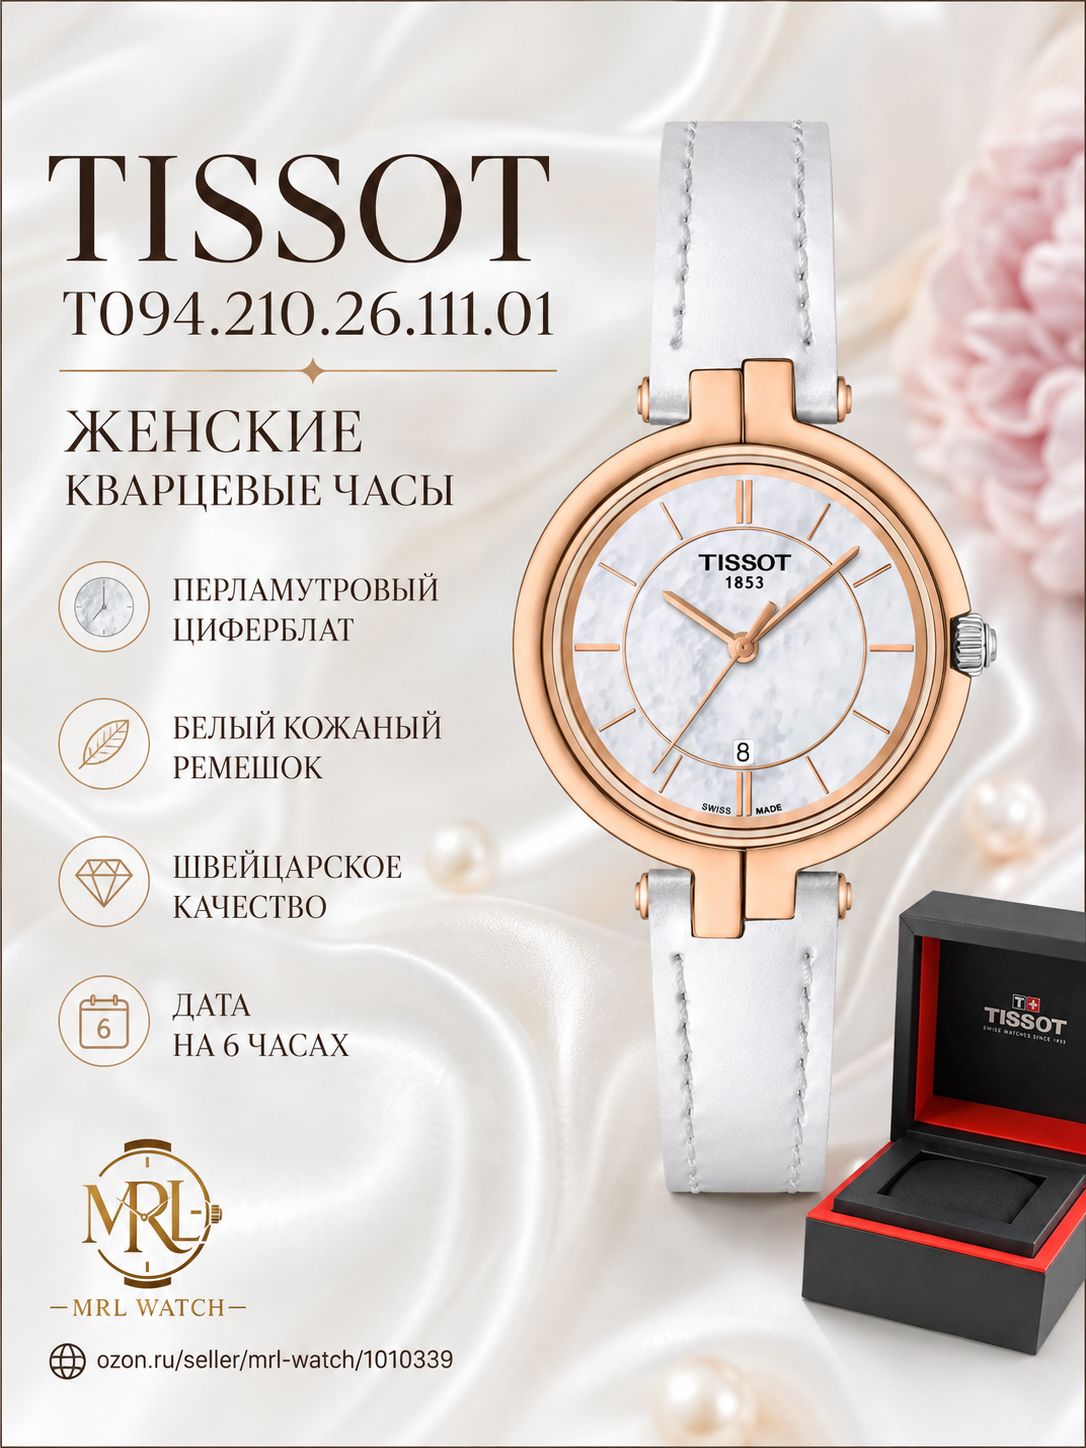 TISSOT
T094.210.26.111.01
ЖЕНСКИЕ
КВАРЦЕВЫЕ ЧАСЫ
ПЕРЛАМУТРОВЫЙ
ЦИФЕРБЛАТ
БЕЛЫЙ КОЖАНЫЙ
РЕМЕШОК
ШВЕЙЦАРСКОЕ
КАЧЕСТВО
6
ДАТА
НА 6 ЧАСАХ
MRL
MRL WATCH
ozon.ru/seller/mrl-watch/1010339
TISSOT
1853
8
SWISS MADE
T+
TISSOT
SWISS WATCHES SINCE 1853